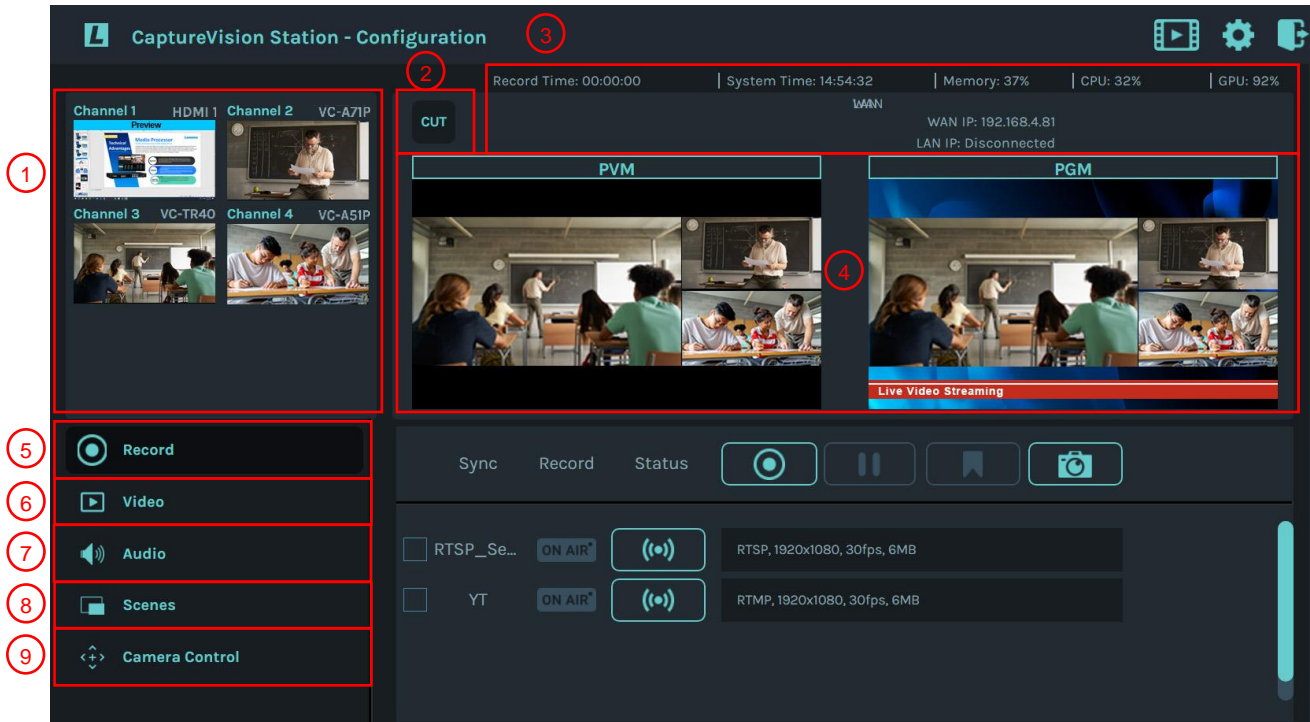 L CaptureVision Station - Configuration
3
2
Record Time: 00:00:00 | System Time: 14:54:32 | Memory: 37% | CPU: 32% | GPU: 92%
CUT
WAN IP: 192.168.4.81
LAN IP: Disconnected
1
Channel 1 HDMI 1
Preview
Media Processor
Technical Advantages
Channel 2 VC-A71P
Channel 3 VC-TR40
Channel 4 VC-A51P
PVM
PGM
4
Live Video Streaming
5
Record
6
Video
7
Audio
8
Scenes
9
Camera Control
Sync Record Status
RTSP_Se... ON AIR RTSP, 1920x1080, 30fps, 6MB
YT ON AIR RTMP, 1920x1080, 30fps, 6MB